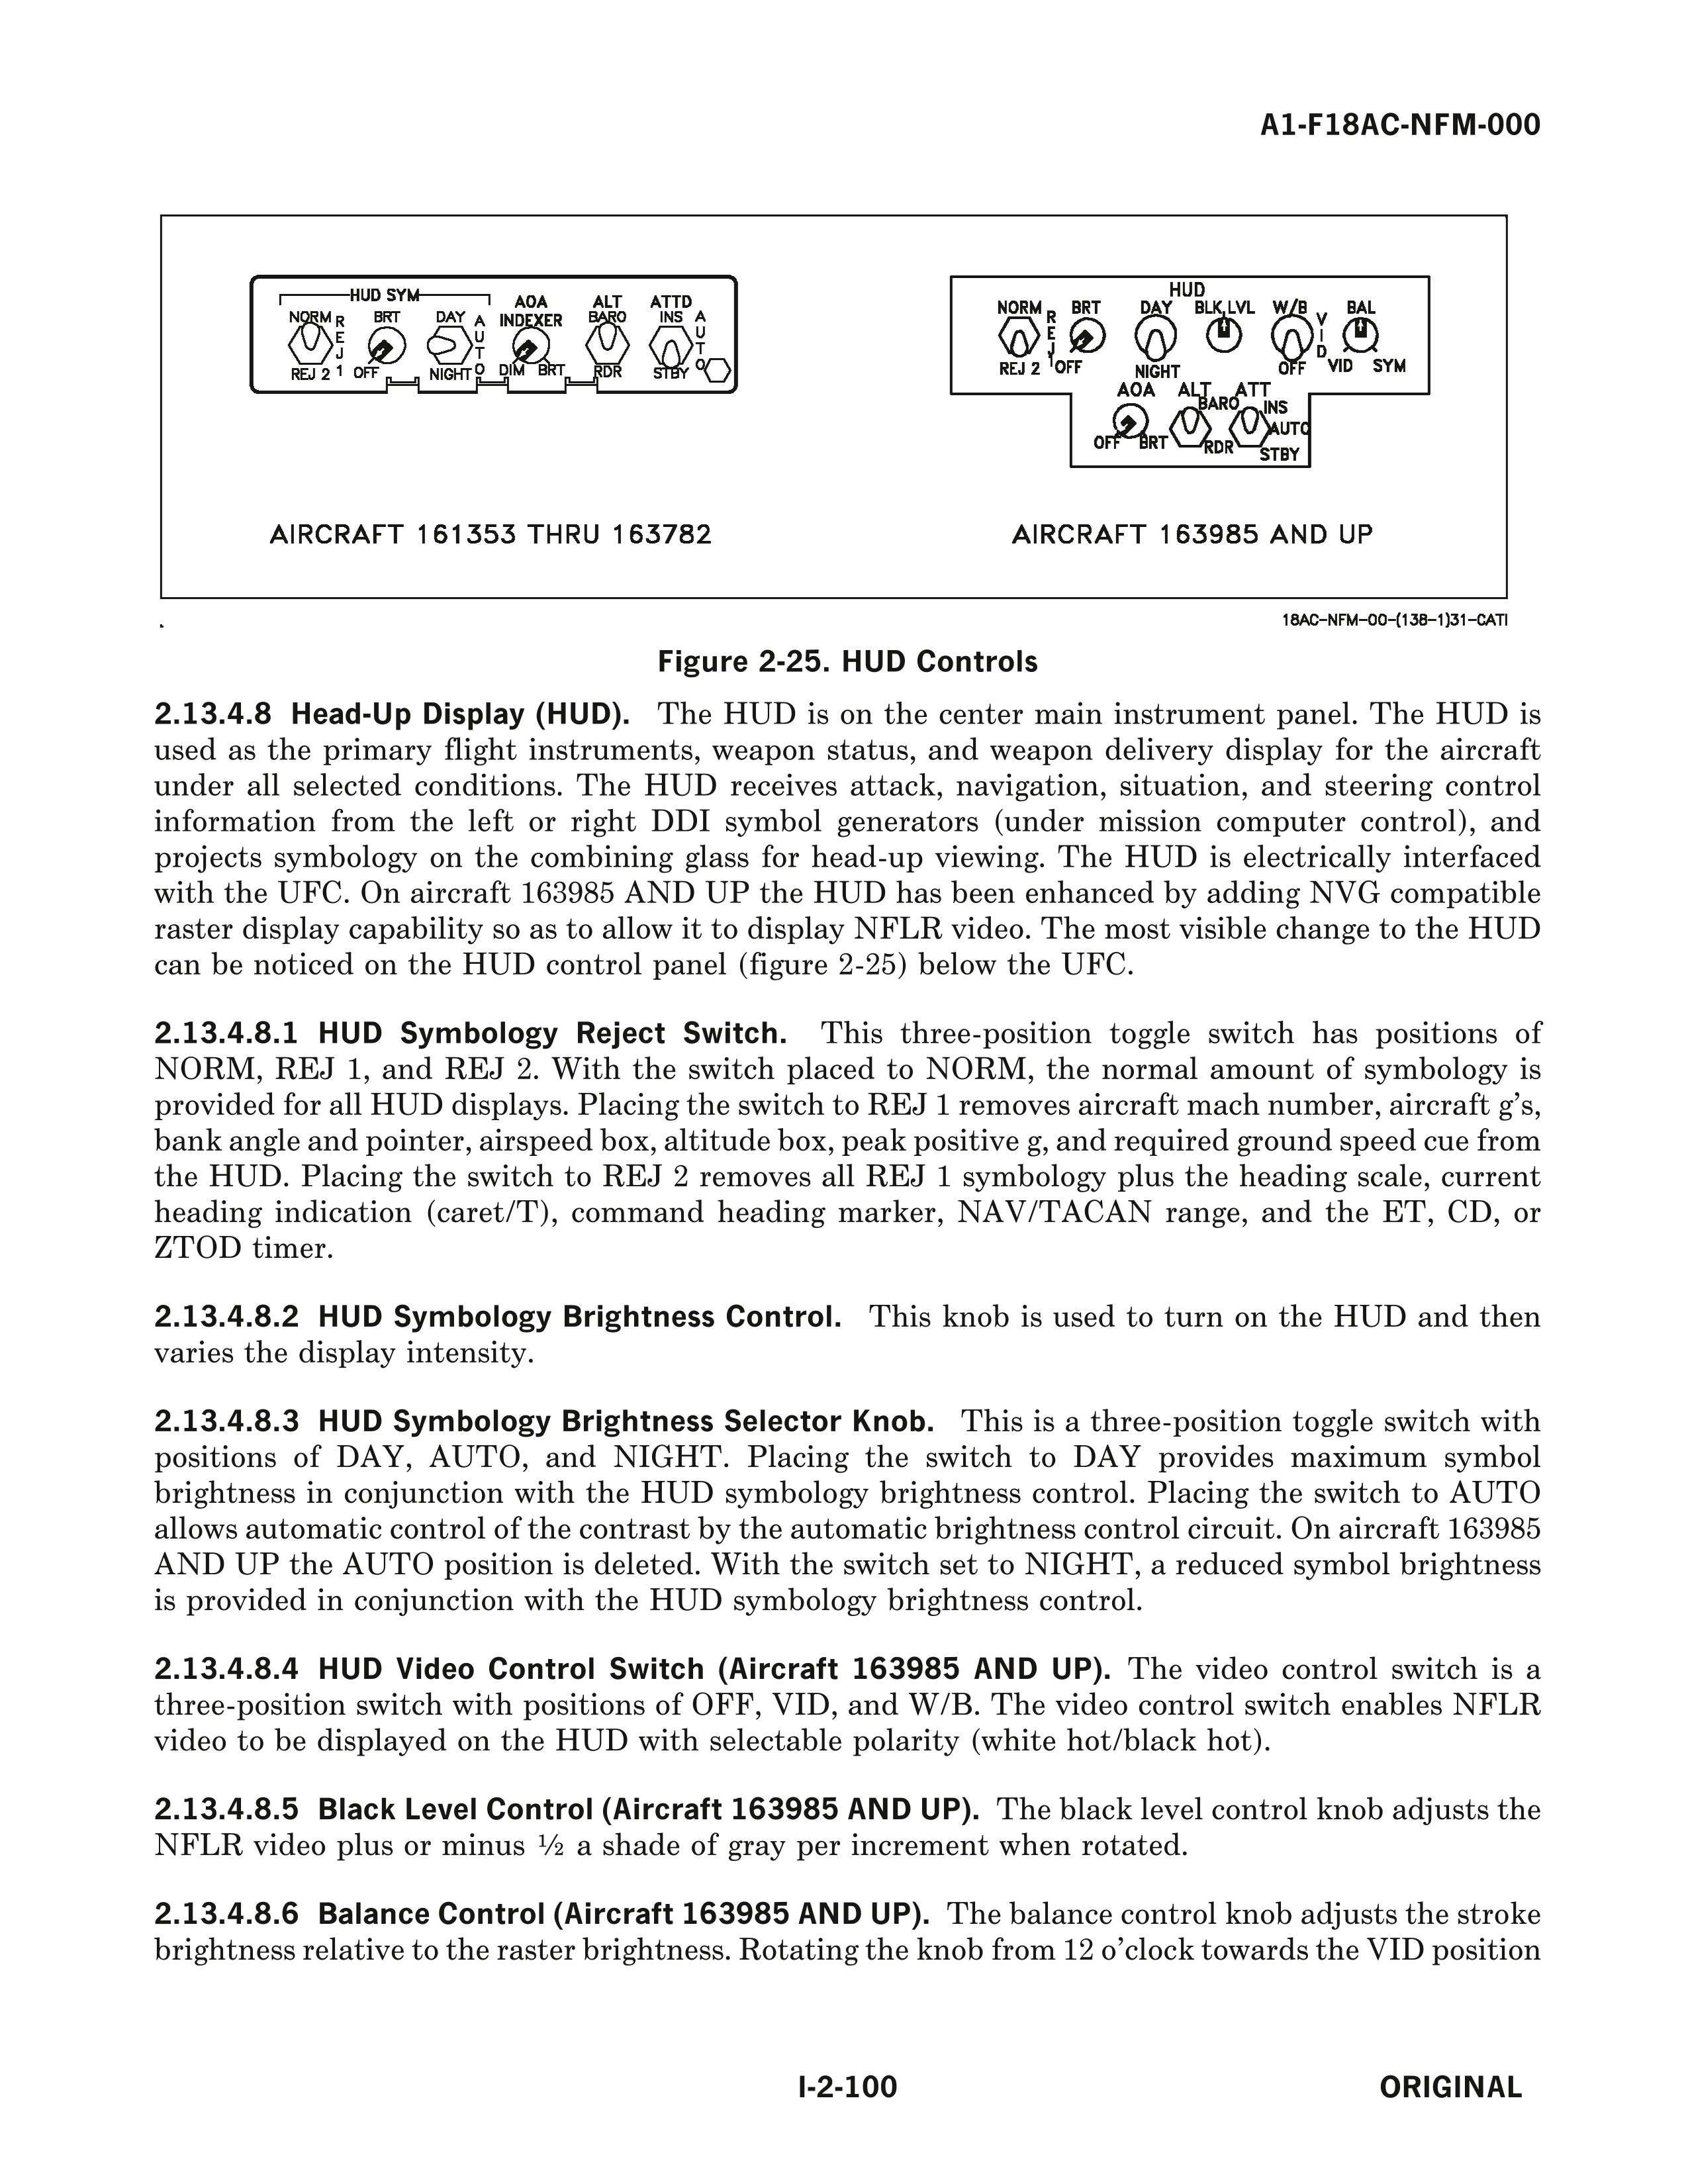 A1-F18AC-NFM-000
HUD SYM
NORM
REJ 1
REJ 2
BRT
OFF
DAY
AUTO
NIGHT
AOA
INDEXER
DIM BRT
ALT
BARO
RDR
ATTD
INS
AUTO
STBY
AIRCRAFT 161353 THRU 163782
HUD
NORM
REJ 1
REJ 2
BRT
OFF
DAY
NIGHT
BLK LVL
W/B
VID
OFF
BAL
VID SYM
AOA
OFF BRT
ALT
BARO
RDR
ATT
INS
AUTO
STBY
AIRCRAFT 163985 AND UP
18AC-NFM-00-(138-1)31-CATI
Figure 2-25. HUD Controls
2.13.4.8 Head-Up Display (HUD). The HUD is on the center main instrument panel. The HUD is
used as the primary flight instruments, weapon status, and weapon delivery display for the aircraft
under all selected conditions. The HUD receives attack, navigation, situation, and steering control
information from the left or right DDI symbol generators (under mission computer control), and
projects symbology on the combining glass for head-up viewing. The HUD is electrically interfaced
with the UFC. On aircraft 163985 AND UP the HUD has been enhanced by adding NVG compatible
raster display capability so as to allow it to display NFLR video. The most visible change to the HUD
can be noticed on the HUD control panel (figure 2-25) below the UFC.
2.13.4.8.1 HUD Symbology Reject Switch. This three-position toggle switch has positions of
NORM, REJ 1, and REJ 2. With the switch placed to NORM, the normal amount of symbology is
provided for all HUD displays. Placing the switch to REJ 1 removes aircraft mach number, aircraft g's,
bank angle and pointer, airspeed box, altitude box, peak positive g, and required ground speed cue from
the HUD. Placing the switch to REJ 2 removes all REJ 1 symbology plus the heading scale, current
heading indication (caret/T), command heading marker, NAV/TACAN range, and the ET, CD, or
ZTOD timer.
2.13.4.8.2 HUD Symbology Brightness Control. This knob is used to turn on the HUD and then
varies the display intensity.
2.13.4.8.3 HUD Symbology Brightness Selector Knob. This is a three-position toggle switch with
positions of DAY, AUTO, and NIGHT. Placing the switch to DAY provides maximum symbol
brightness in conjunction with the HUD symbology brightness control. Placing the switch to AUTO
allows automatic control of the contrast by the automatic brightness control circuit. On aircraft 163985
AND UP the AUTO position is deleted. With the switch set to NIGHT, a reduced symbol brightness
is provided in conjunction with the HUD symbology brightness control.
2.13.4.8.4 HUD Video Control Switch (Aircraft 163985 AND UP). The video control switch is a
three-position switch with positions of OFF, VID, and W/B. The video control switch enables NFLR
video to be displayed on the HUD with selectable polarity (white hot/black hot).
2.13.4.8.5 Black Level Control (Aircraft 163985 AND UP). The black level control knob adjusts the
NFLR video plus or minus ½ a shade of gray per increment when rotated.
2.13.4.8.6 Balance Control (Aircraft 163985 AND UP). The balance control knob adjusts the stroke
brightness relative to the raster brightness. Rotating the knob from 12 o'clock towards the VID position
I-2-100
ORIGINAL